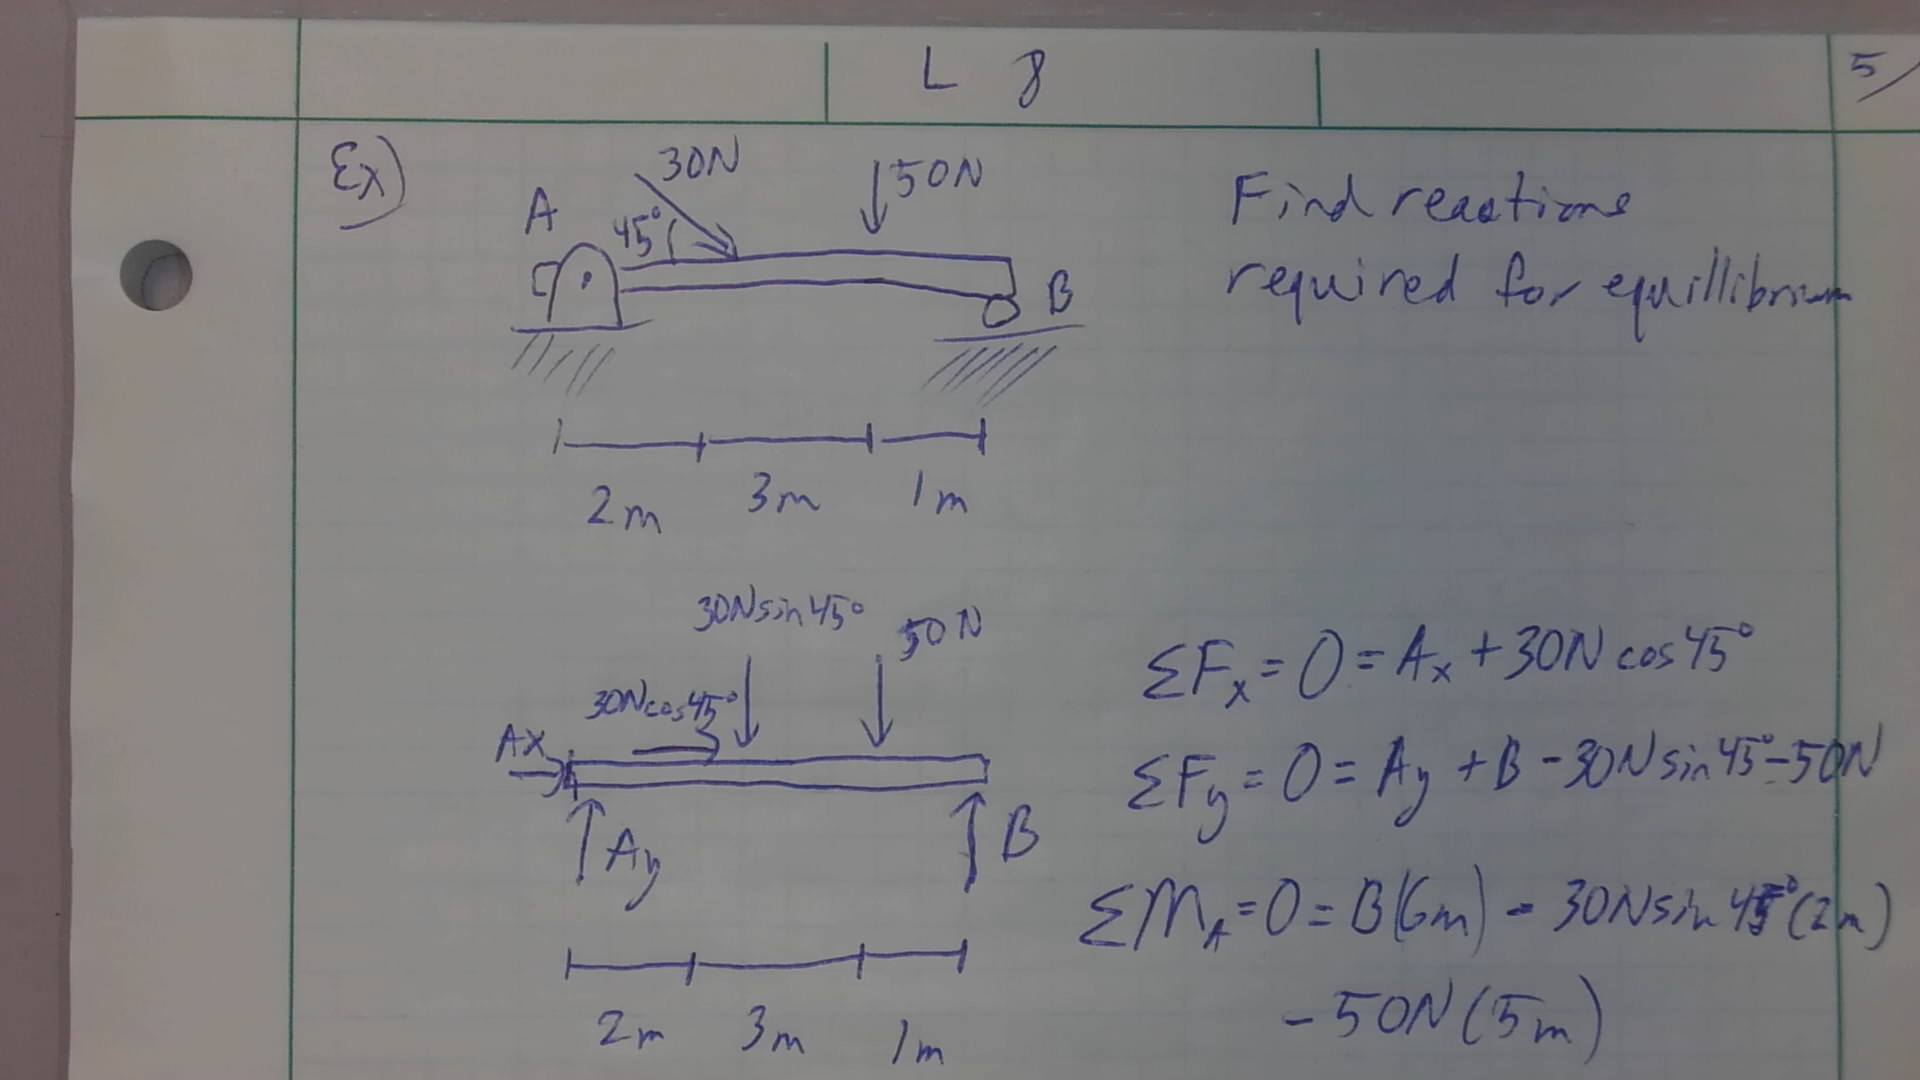 L 8
5/
Ex)
30N
50N
A
45°
B
Find reactions
required for equillibrium
2m 3m 1m
30N sin 45°
50N
30N cos 45°
Ax
Ay
B
2m 3m 1m
ΣFx = 0 = Ax + 30N cos 45°
ΣFy = 0 = Ay + B - 30N sin 45° - 50N
ΣMA = 0 = B(6m) - 30N sin 45° (2m)
- 50N (5m)